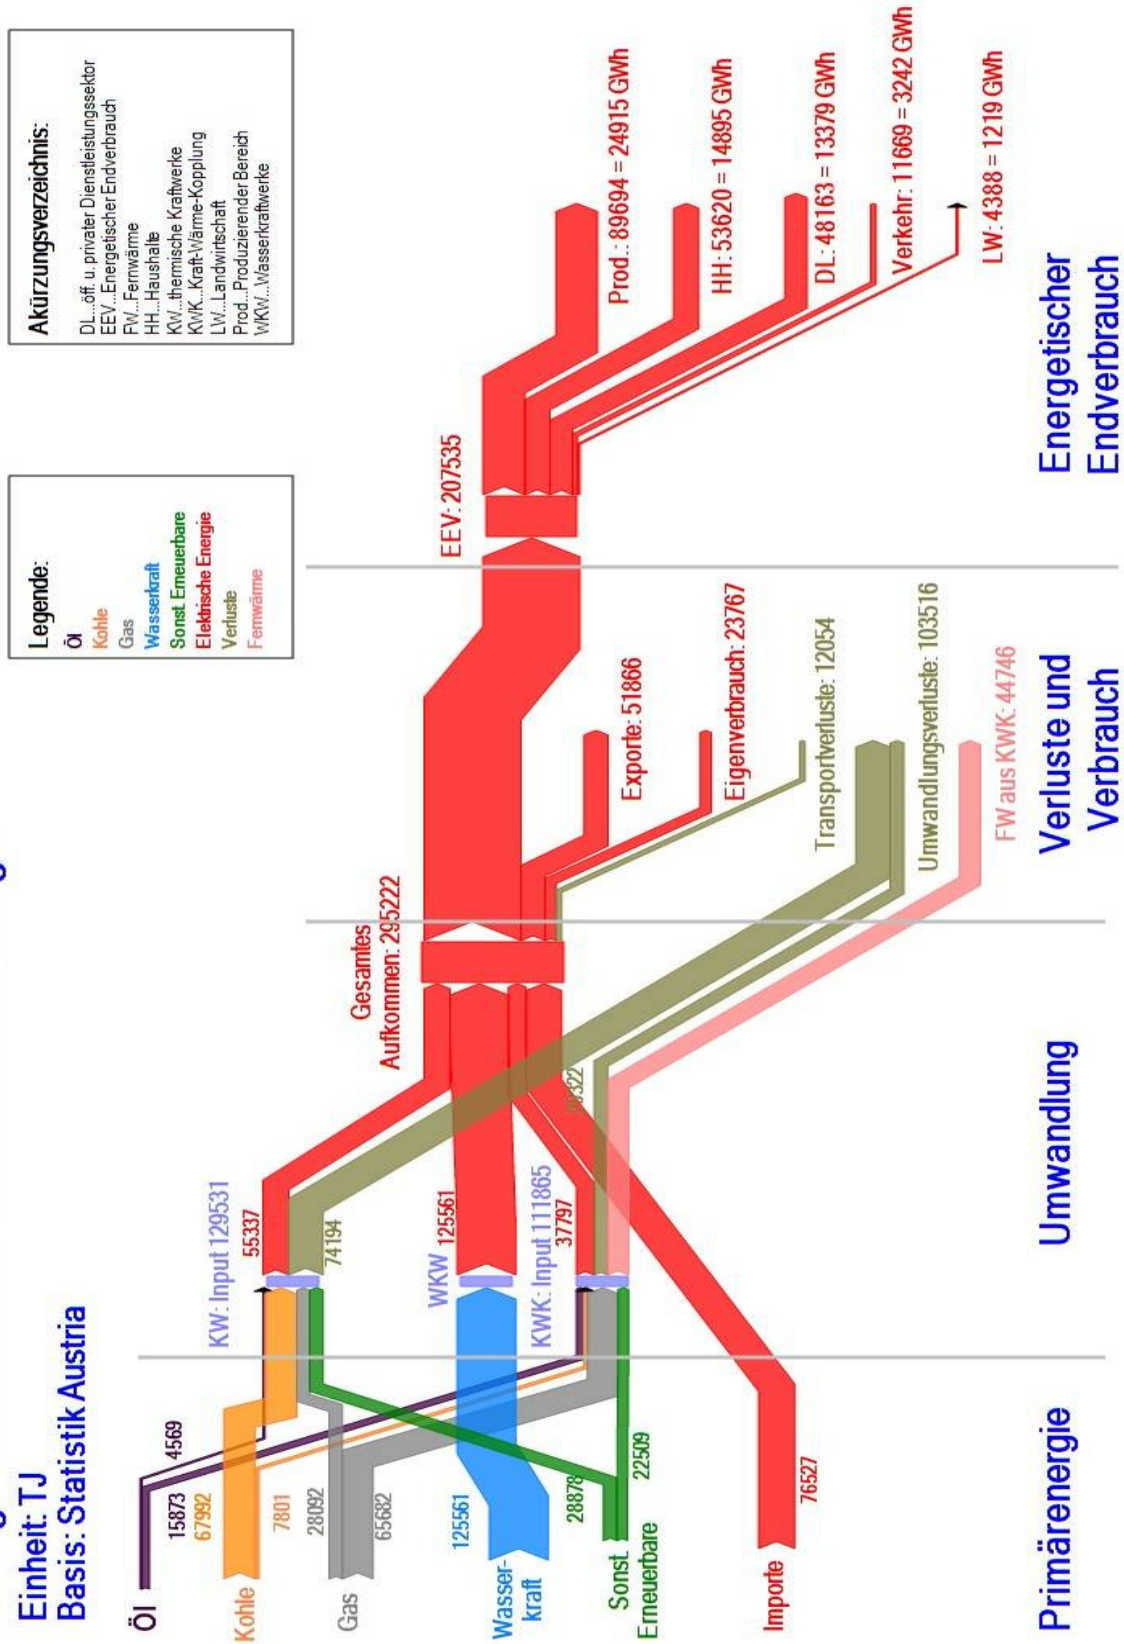 Einheit: TJ
Basis: Statistik Austria
Legende:
Öl
Kohle
Gas
Wasserkraft
Sonst. Erneuerbare
Elektrische Energie
Verluste
Fernwärme
Akürzungsverzeichnis:
DL...öff. u. privater Dienstleistungssektor
EEV...Energetischer Endverbrauch
FW...Fernwärme
HH...Haushalte
KW...thermische Kraftwerke
KWK...Kraft-Wärme-Kopplung
LW...Landwirtschaft
Prod...Produzierender Bereich
WKW...Wasserkraftwerke
Öl
15873
4569
Kohle
67992
7801
Gas
28092
65682
Wasser-
kraft
125561
Sonst.
Erneuerbare
28878
22509
Importe
76527
KW: Input 129531
55337
74194
WKW
125561
KWK: Input 111865
37797
Gesamtes
Aufkommen: 295222
Exporte: 51866
Eigenverbrauch: 23767
Transportverluste: 12054
Umwandlungsverluste: 103516
FW aus KWK: 44746
EEV: 207535
Prod.: 89694 = 24915 GWh
HH: 53620 = 14895 GWh
DL: 48163 = 13379 GWh
Verkehr: 11669 = 3242 GWh
LW: 4388 = 1219 GWh
Primärenergie
Umwandlung
Verluste und
Verbrauch
Energetischer
Endverbrauch